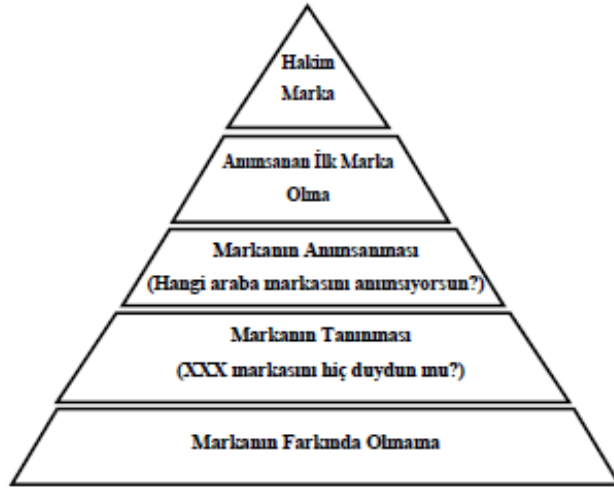 Hakim
Marka
Anımsanan İlk Marka
Olma
Markanın Anımsanması
(Hangi araba markasını anımsıyorsun?)
Markanın Tanınması
(XXX markasını hiç duydun mu?)
Markanın Farkında Olmama